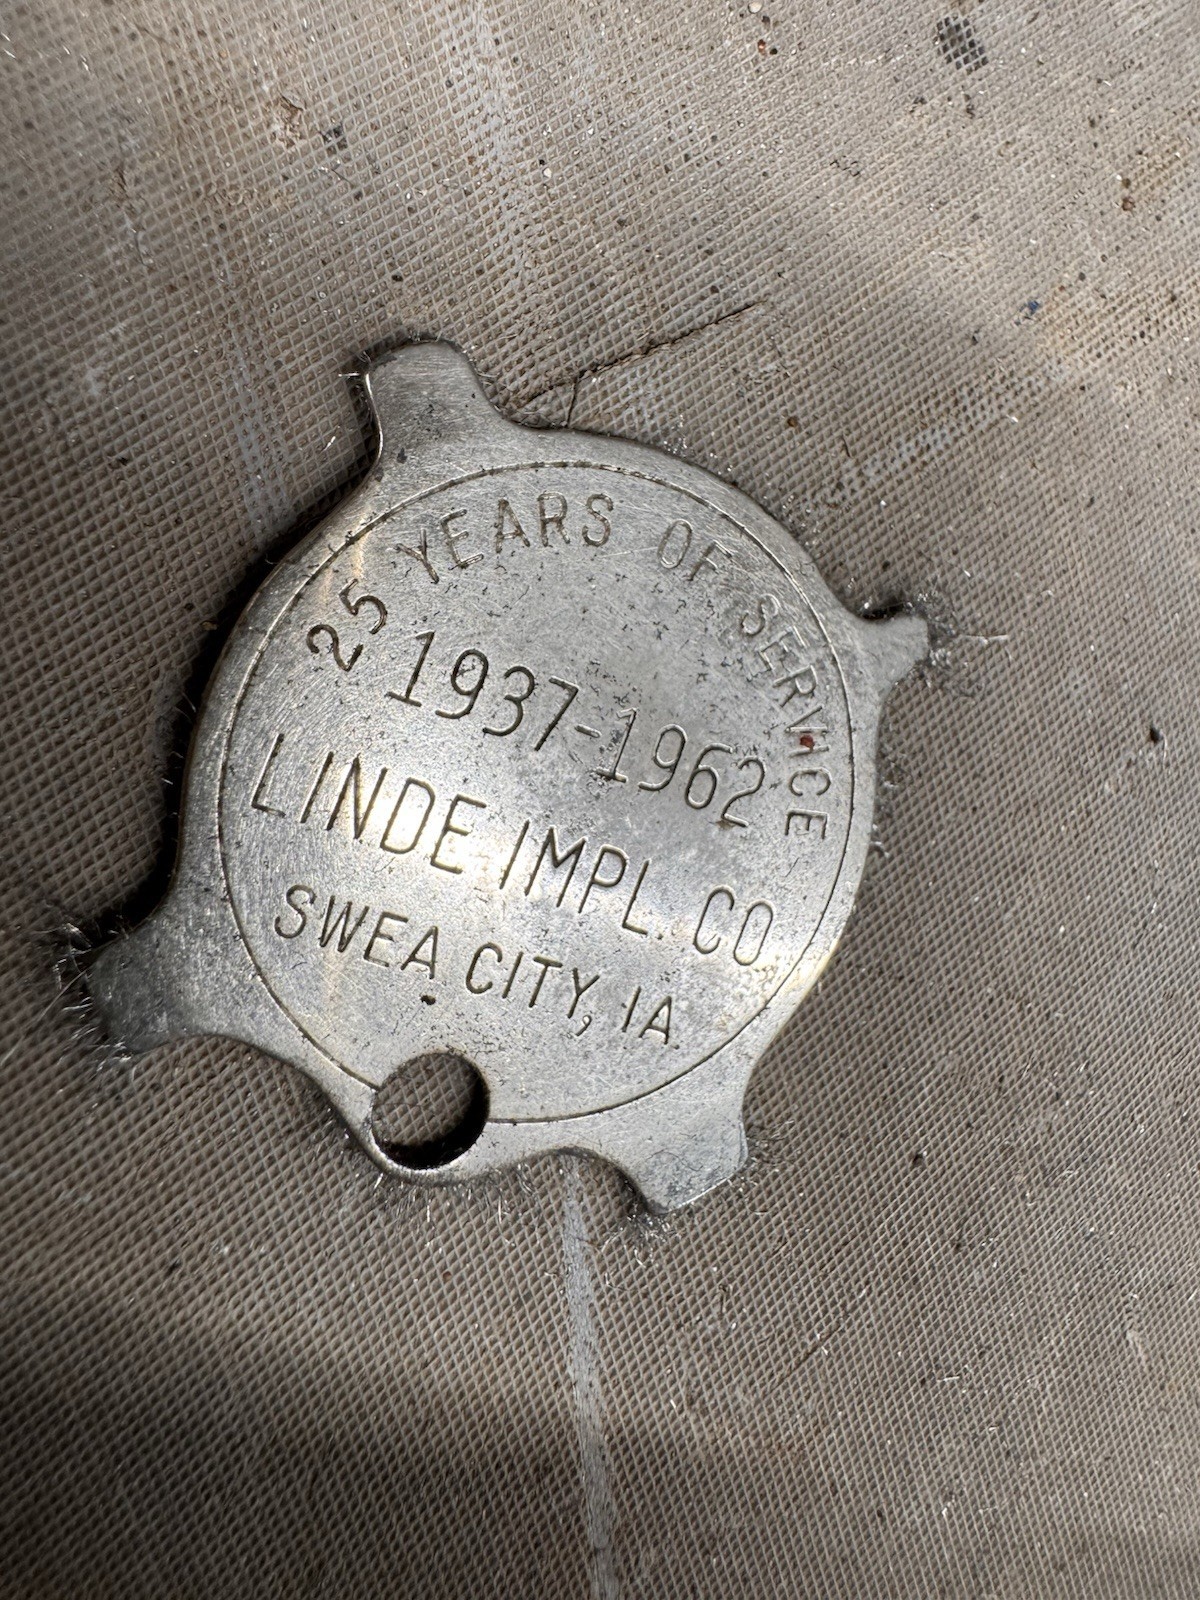 25 YEARS OF SERVICE
1937-1962
LINDE IMPL. CO
SWEA CITY, IA